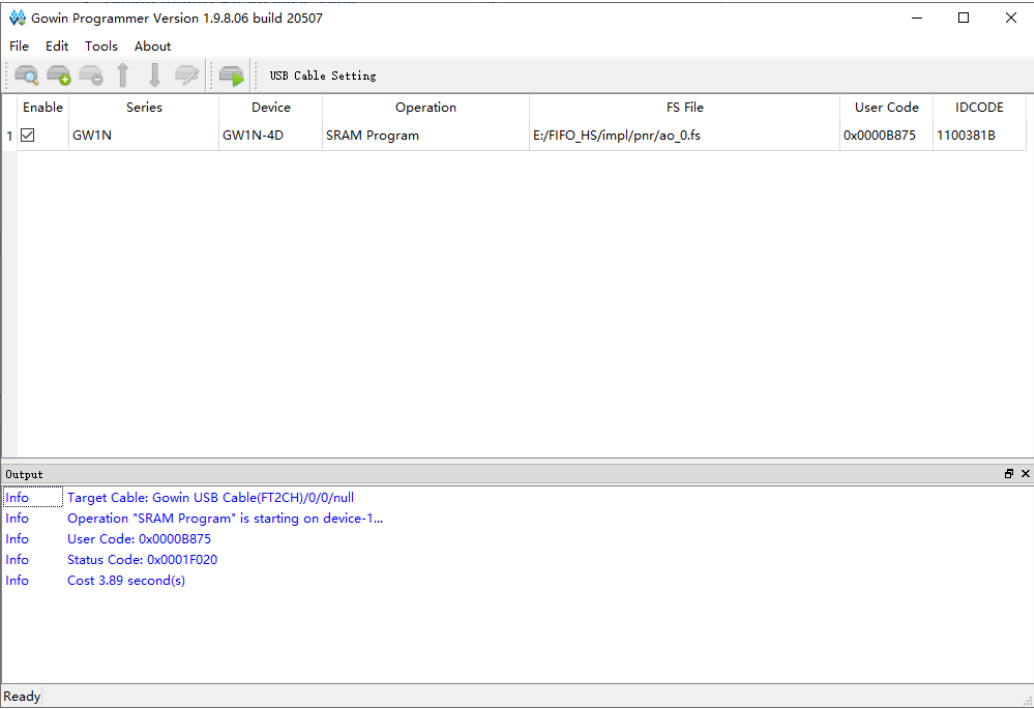 Gowin Programmer Version 1.9.8.06 build 20507
File Edit Tools About
USB Cable Setting
Enable Series Device Operation FS File User Code IDCODE
1 GW1N GW1N-4D SRAM Program E:/FIFO_HS/impl/pnr/ao_0.fs 0x0000B875 1100381B
Output
Info Target Cable: Gowin USB Cable(FT2CH)/0/0/null
Info Operation "SRAM Program" is starting on device-1...
Info User Code: 0x0000B875
Info Status Code: 0x0001F020
Info Cost 3.89 second(s)
Ready